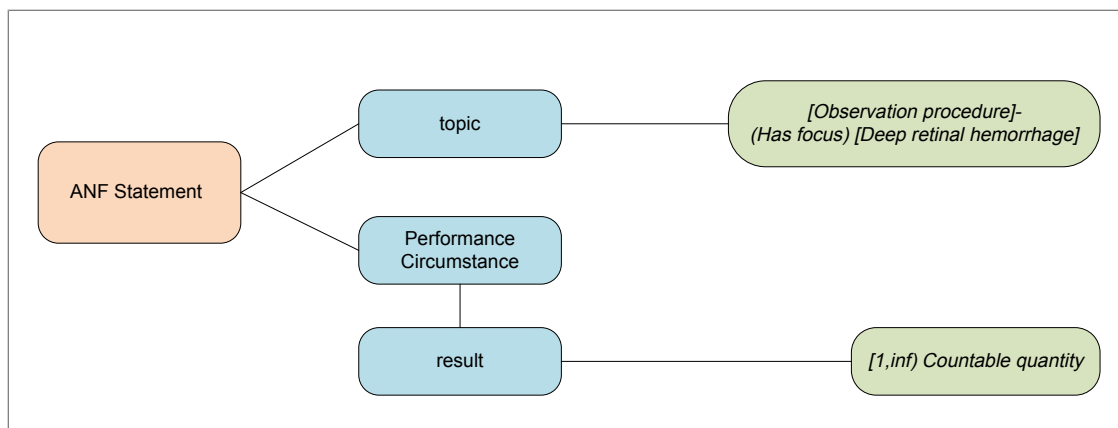 topic
[Observation procedure]-
(Has focus) [Deep retinal hemorrhage]
ANF Statement
Performance
Circumstance
result
[1,inf) Countable quantity